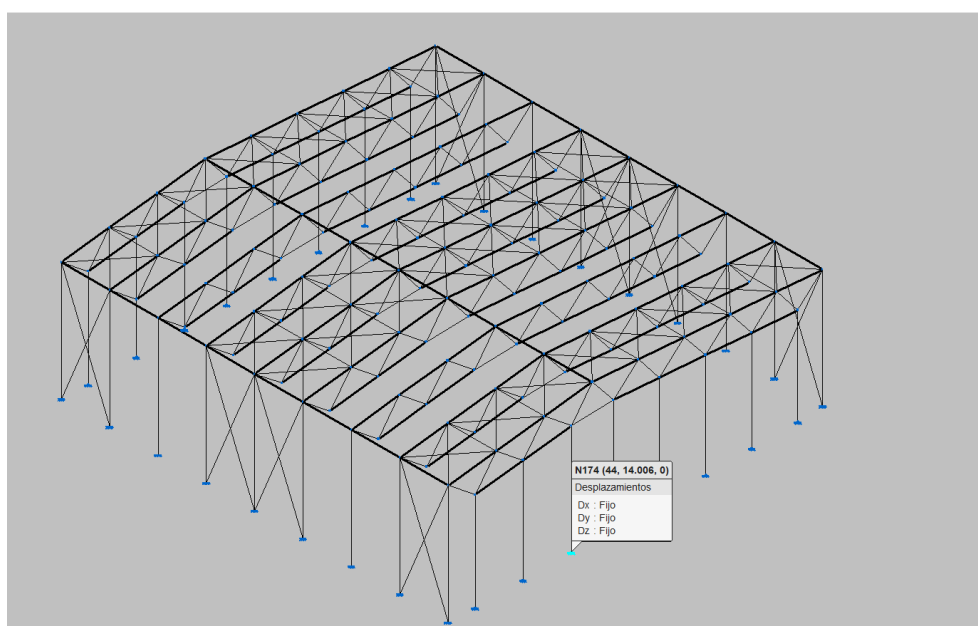 N174 (44, 14.006, 0)
Desplazamientos
Dx : Fijo
Dy : Fijo
Dz : Fijo